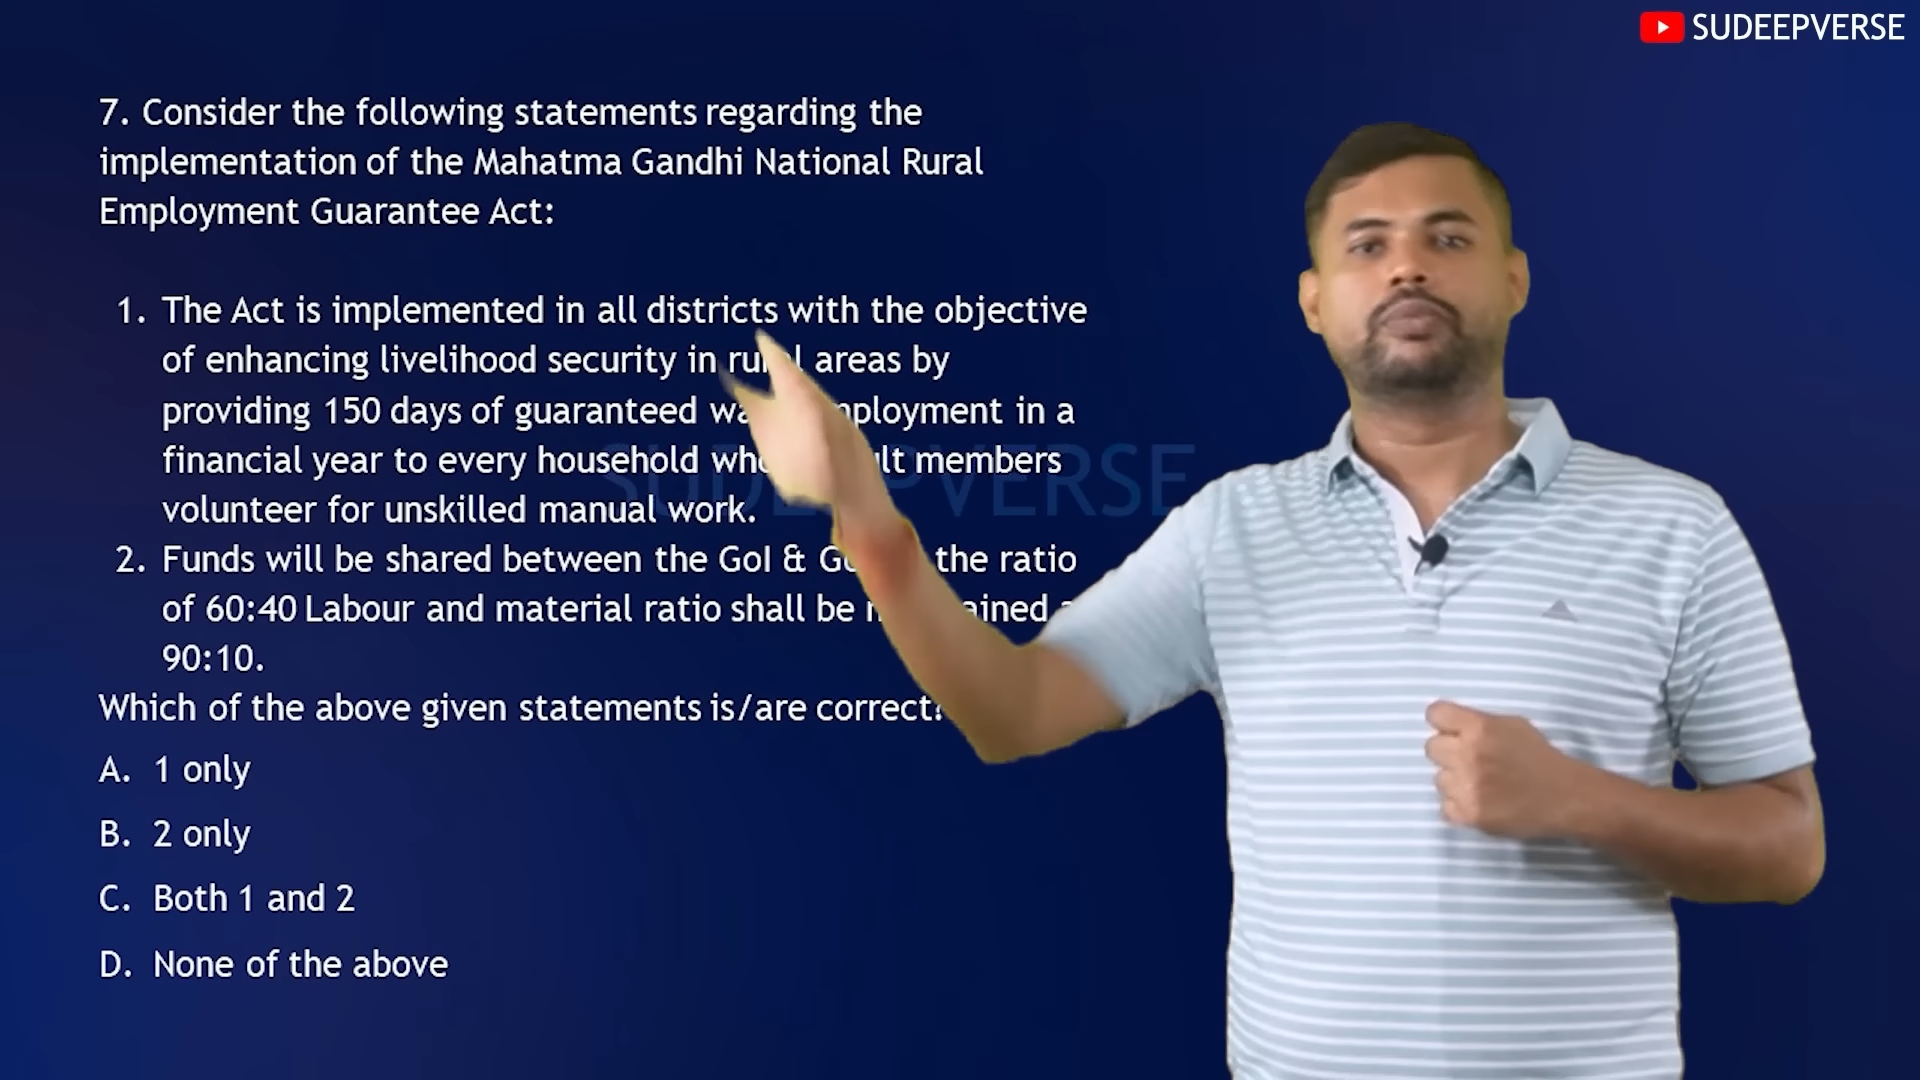 SUDEEPVERSE
7. Consider the following statements regarding the
implementation of the Mahatma Gandhi National Rural
Employment Guarantee Act:
1. The Act is implemented in all districts with the objective
of enhancing livelihood security in rural areas by
providing 150 days of guaranteed employment in a
financial year to every household members
volunteer for unskilled manual work.
2. Funds will be shared between the GoI & the ratio
of 60:40 Labour and material ratio shall be
90:10.
Which of the above given statements is/are correct?
A. 1 only
B. 2 only
C. Both 1 and 2
D. None of the above
SUDEEPVERSE